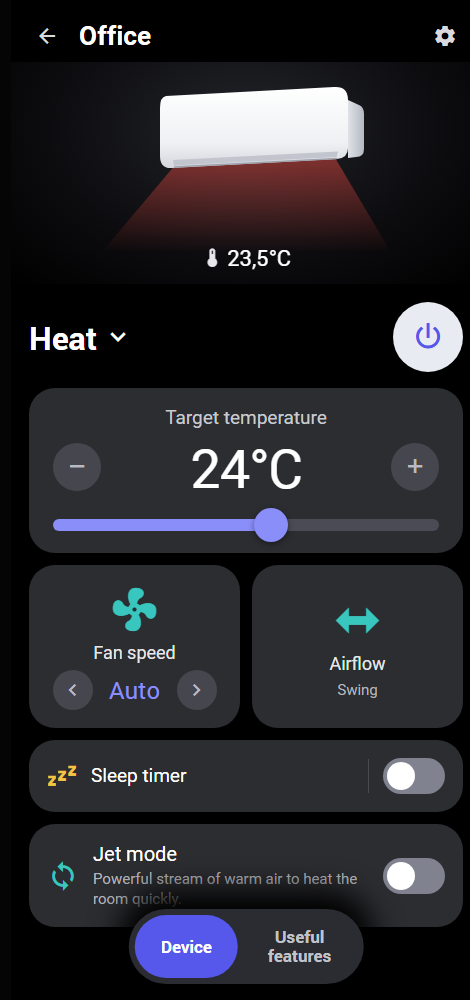 Office
23,5°C
Heat
Target temperature
24°C
Fan speed
Auto
Airflow
Swing
zzz
Sleep timer
Jet mode
Powerful stream of warm air to heat the
room quickly.
Device
Useful
features